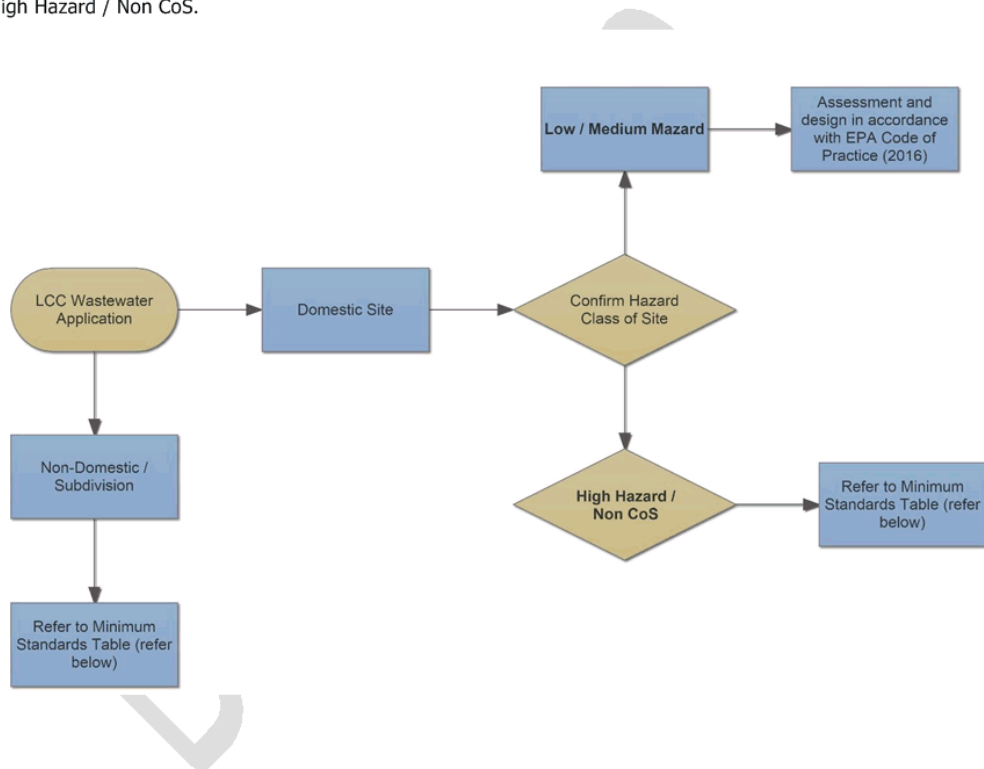 igh Hazard / Non CoS.
Low / Medium Mazard
Assessment and
design in accordance
with EPA Code of
Practice (2016)
LCC Wastewater
Application
Domestic Site
Confirm Hazard
Class of Site
Non-Domestic /
Subdivision
High Hazard /
Non CoS
Refer to Minimum
Standards Table (refer
below)
Refer to Minimum
Standards Table (refer
below)